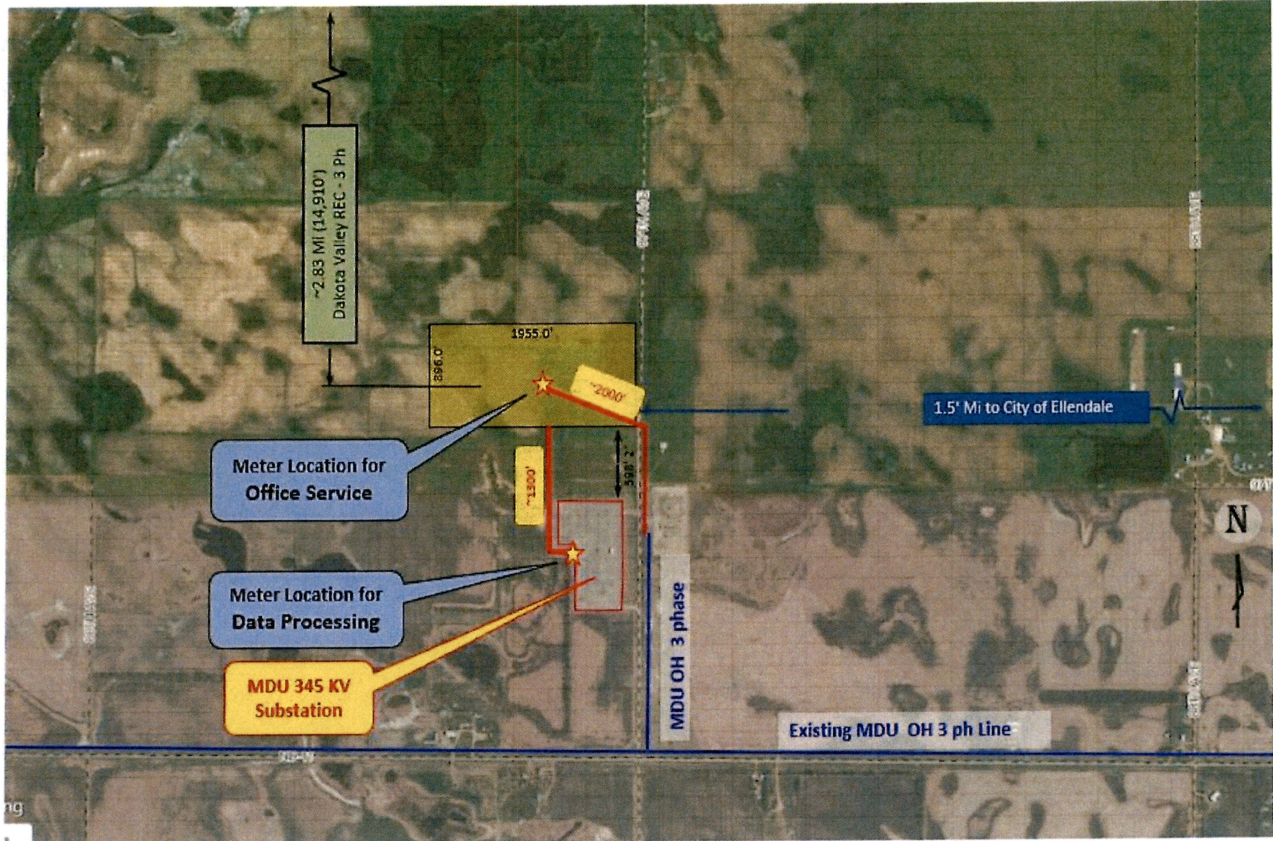 ~2.83 Mi (14,910')
Dakota Valley REC - 3 Ph
1955.0'
896.0'
~2000'
1.5' Mi to City of Ellendale
Meter Location for
Office Service
~1300'
598' 2"
N
Meter Location for
Data Processing
MDU OH 3 phase
MDU 345 KV
Substation
Existing MDU OH 3 ph Line
ng